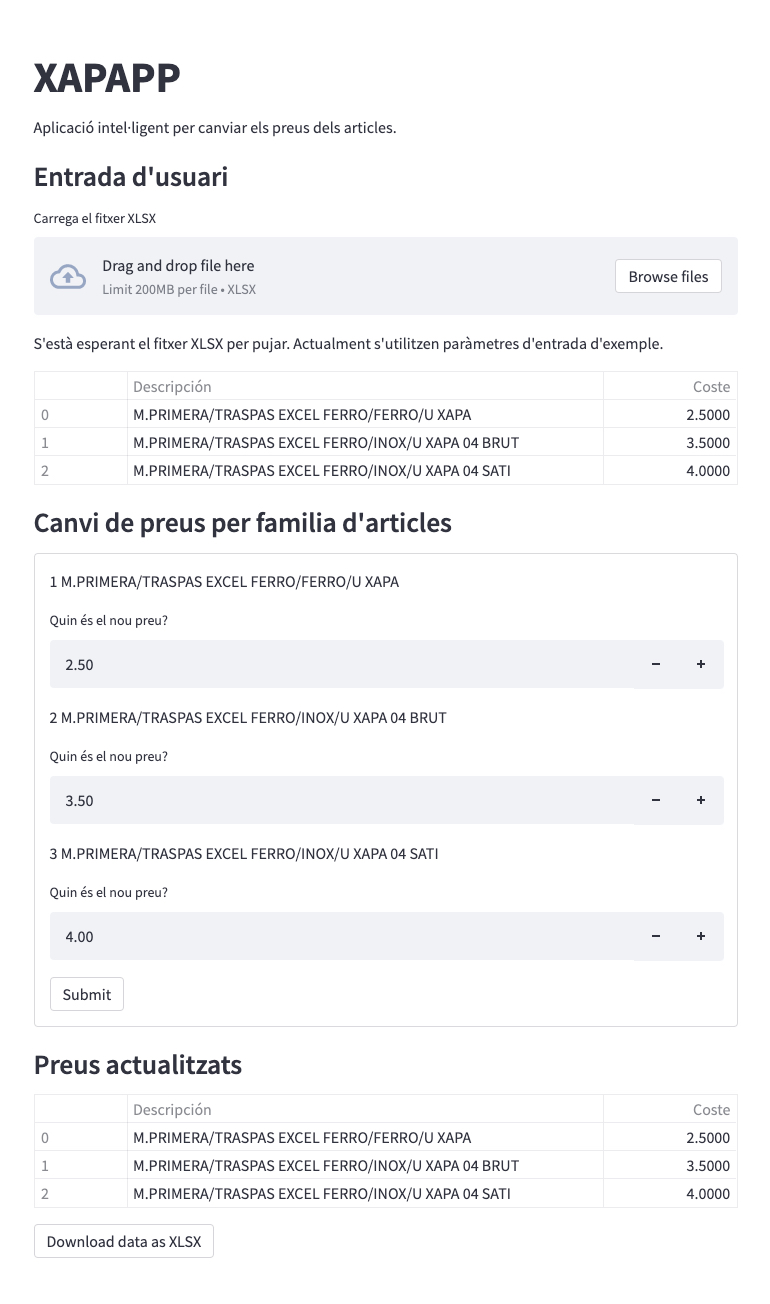 XAPAPP
Aplicació intel·ligent per canviar els preus dels articles.
Entrada d'usuari
Carrega el fitxer XLSX
Drag and drop file here
Limit 200MB per file • XLSX
Browse files
S'està esperant el fitxer XLSX per pujar. Actualment s'utilitzen paràmetres d'entrada d'exemple.
Descripción Coste
0 M.PRIMERA/TRASPAS EXCEL FERRO/FERRO/U XAPA 2.5000
1 M.PRIMERA/TRASPAS EXCEL FERRO/INOX/U XAPA 04 BRUT 3.5000
2 M.PRIMERA/TRASPAS EXCEL FERRO/INOX/U XAPA 04 SATI 4.0000
Canvi de preus per familia d'articles
1 M.PRIMERA/TRASPAS EXCEL FERRO/FERRO/U XAPA
Quin és el nou preu?
2.50 − +
2 M.PRIMERA/TRASPAS EXCEL FERRO/INOX/U XAPA 04 BRUT
Quin és el nou preu?
3.50 − +
3 M.PRIMERA/TRASPAS EXCEL FERRO/INOX/U XAPA 04 SATI
Quin és el nou preu?
4.00 − +
Submit
Preus actualitzats
Descripción Coste
0 M.PRIMERA/TRASPAS EXCEL FERRO/FERRO/U XAPA 2.5000
1 M.PRIMERA/TRASPAS EXCEL FERRO/INOX/U XAPA 04 BRUT 3.5000
2 M.PRIMERA/TRASPAS EXCEL FERRO/INOX/U XAPA 04 SATI 4.0000
Download data as XLSX